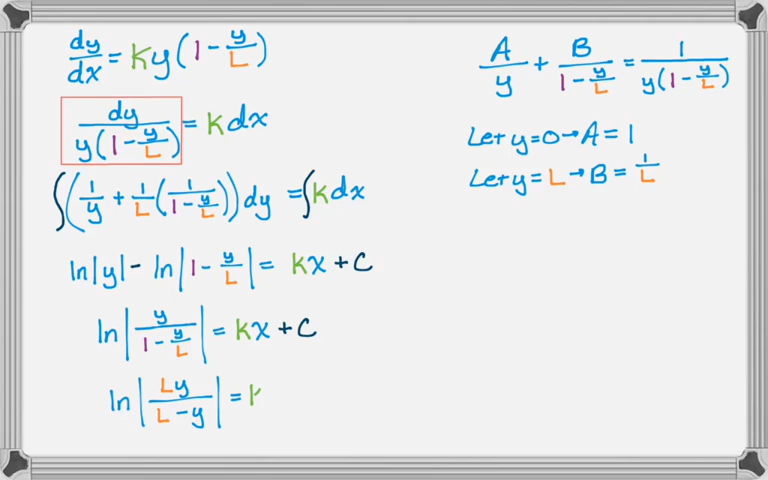 dy/dx = Ky(1 - y/L)
dy/(y(1 - y/L)) = Kdx
∫(1/y + 1/L(1/(1 - y/L)))dy = ∫Kdx
ln|y| - ln|1 - y/L| = Kx + C
ln|y/(1 - y/L)| = Kx + C
ln|Ly/(L - y)| =
A/y + B/(1 - y/L) = 1/(y(1 - y/L))
Let y=0→A=1
Let y=L→B=1/L